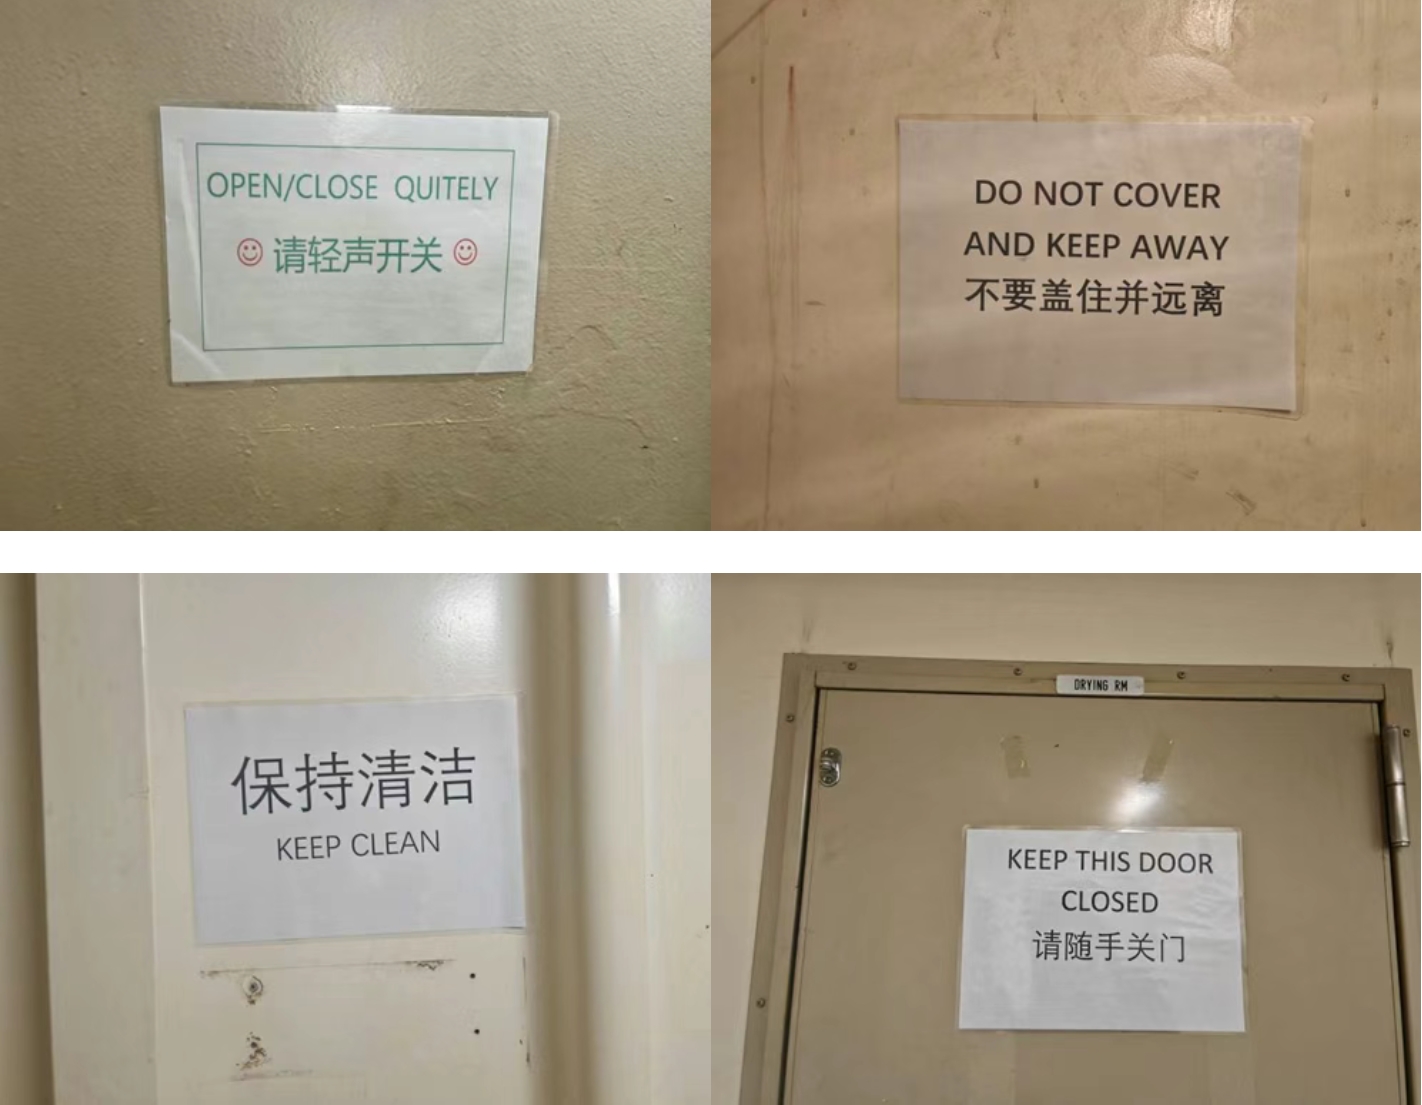 OPEN/CLOSE QUITELY
请轻声开关
DO NOT COVER
AND KEEP AWAY
不要盖住并远离
保持清洁
KEEP CLEAN
DRYING RM
KEEP THIS DOOR
CLOSED
请随手关门